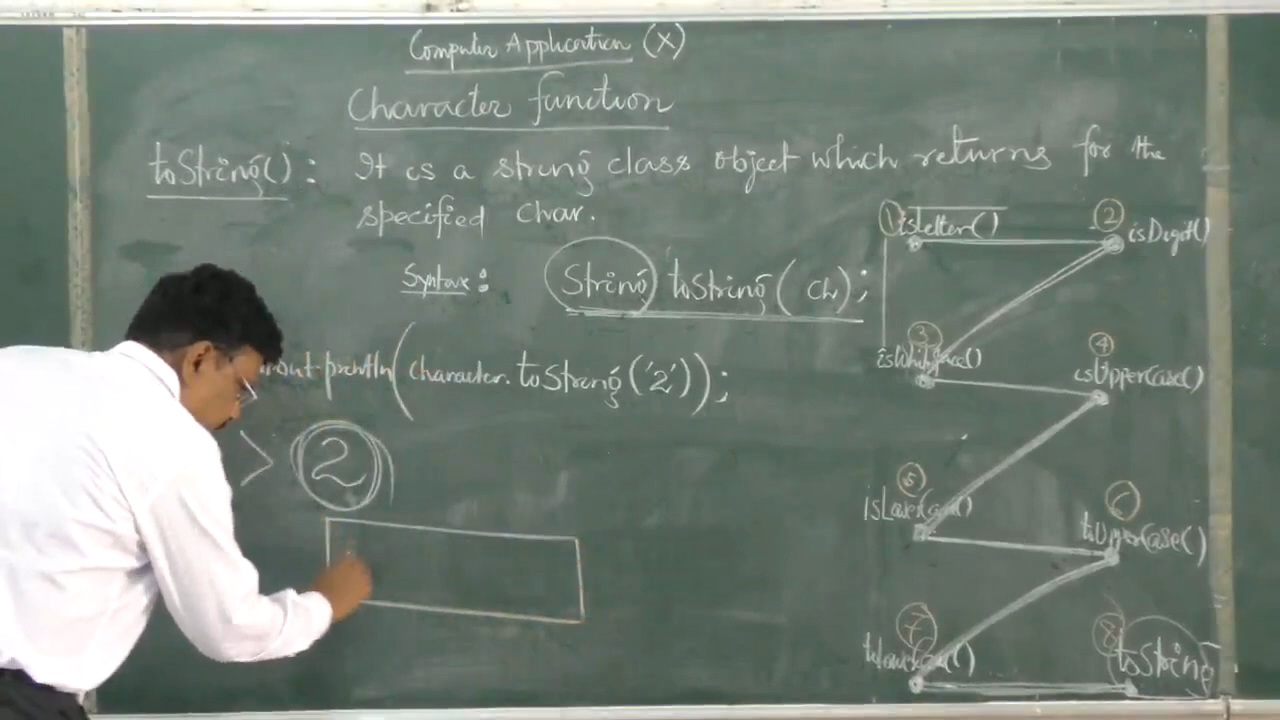 Computer Application (X)
Character function
toString() : It is a string class object which returns for the
specified char.
Syntax : String toString( ch) ;
out.println( character. toString('2')) ;
> 2
① isLetter()
② isDigit()
③ isWhitespace()
④ isUpperCase()
⑤ isLowerCase()
⑥ toUpperCase()
⑦ toLowerCase()
⑧ toString